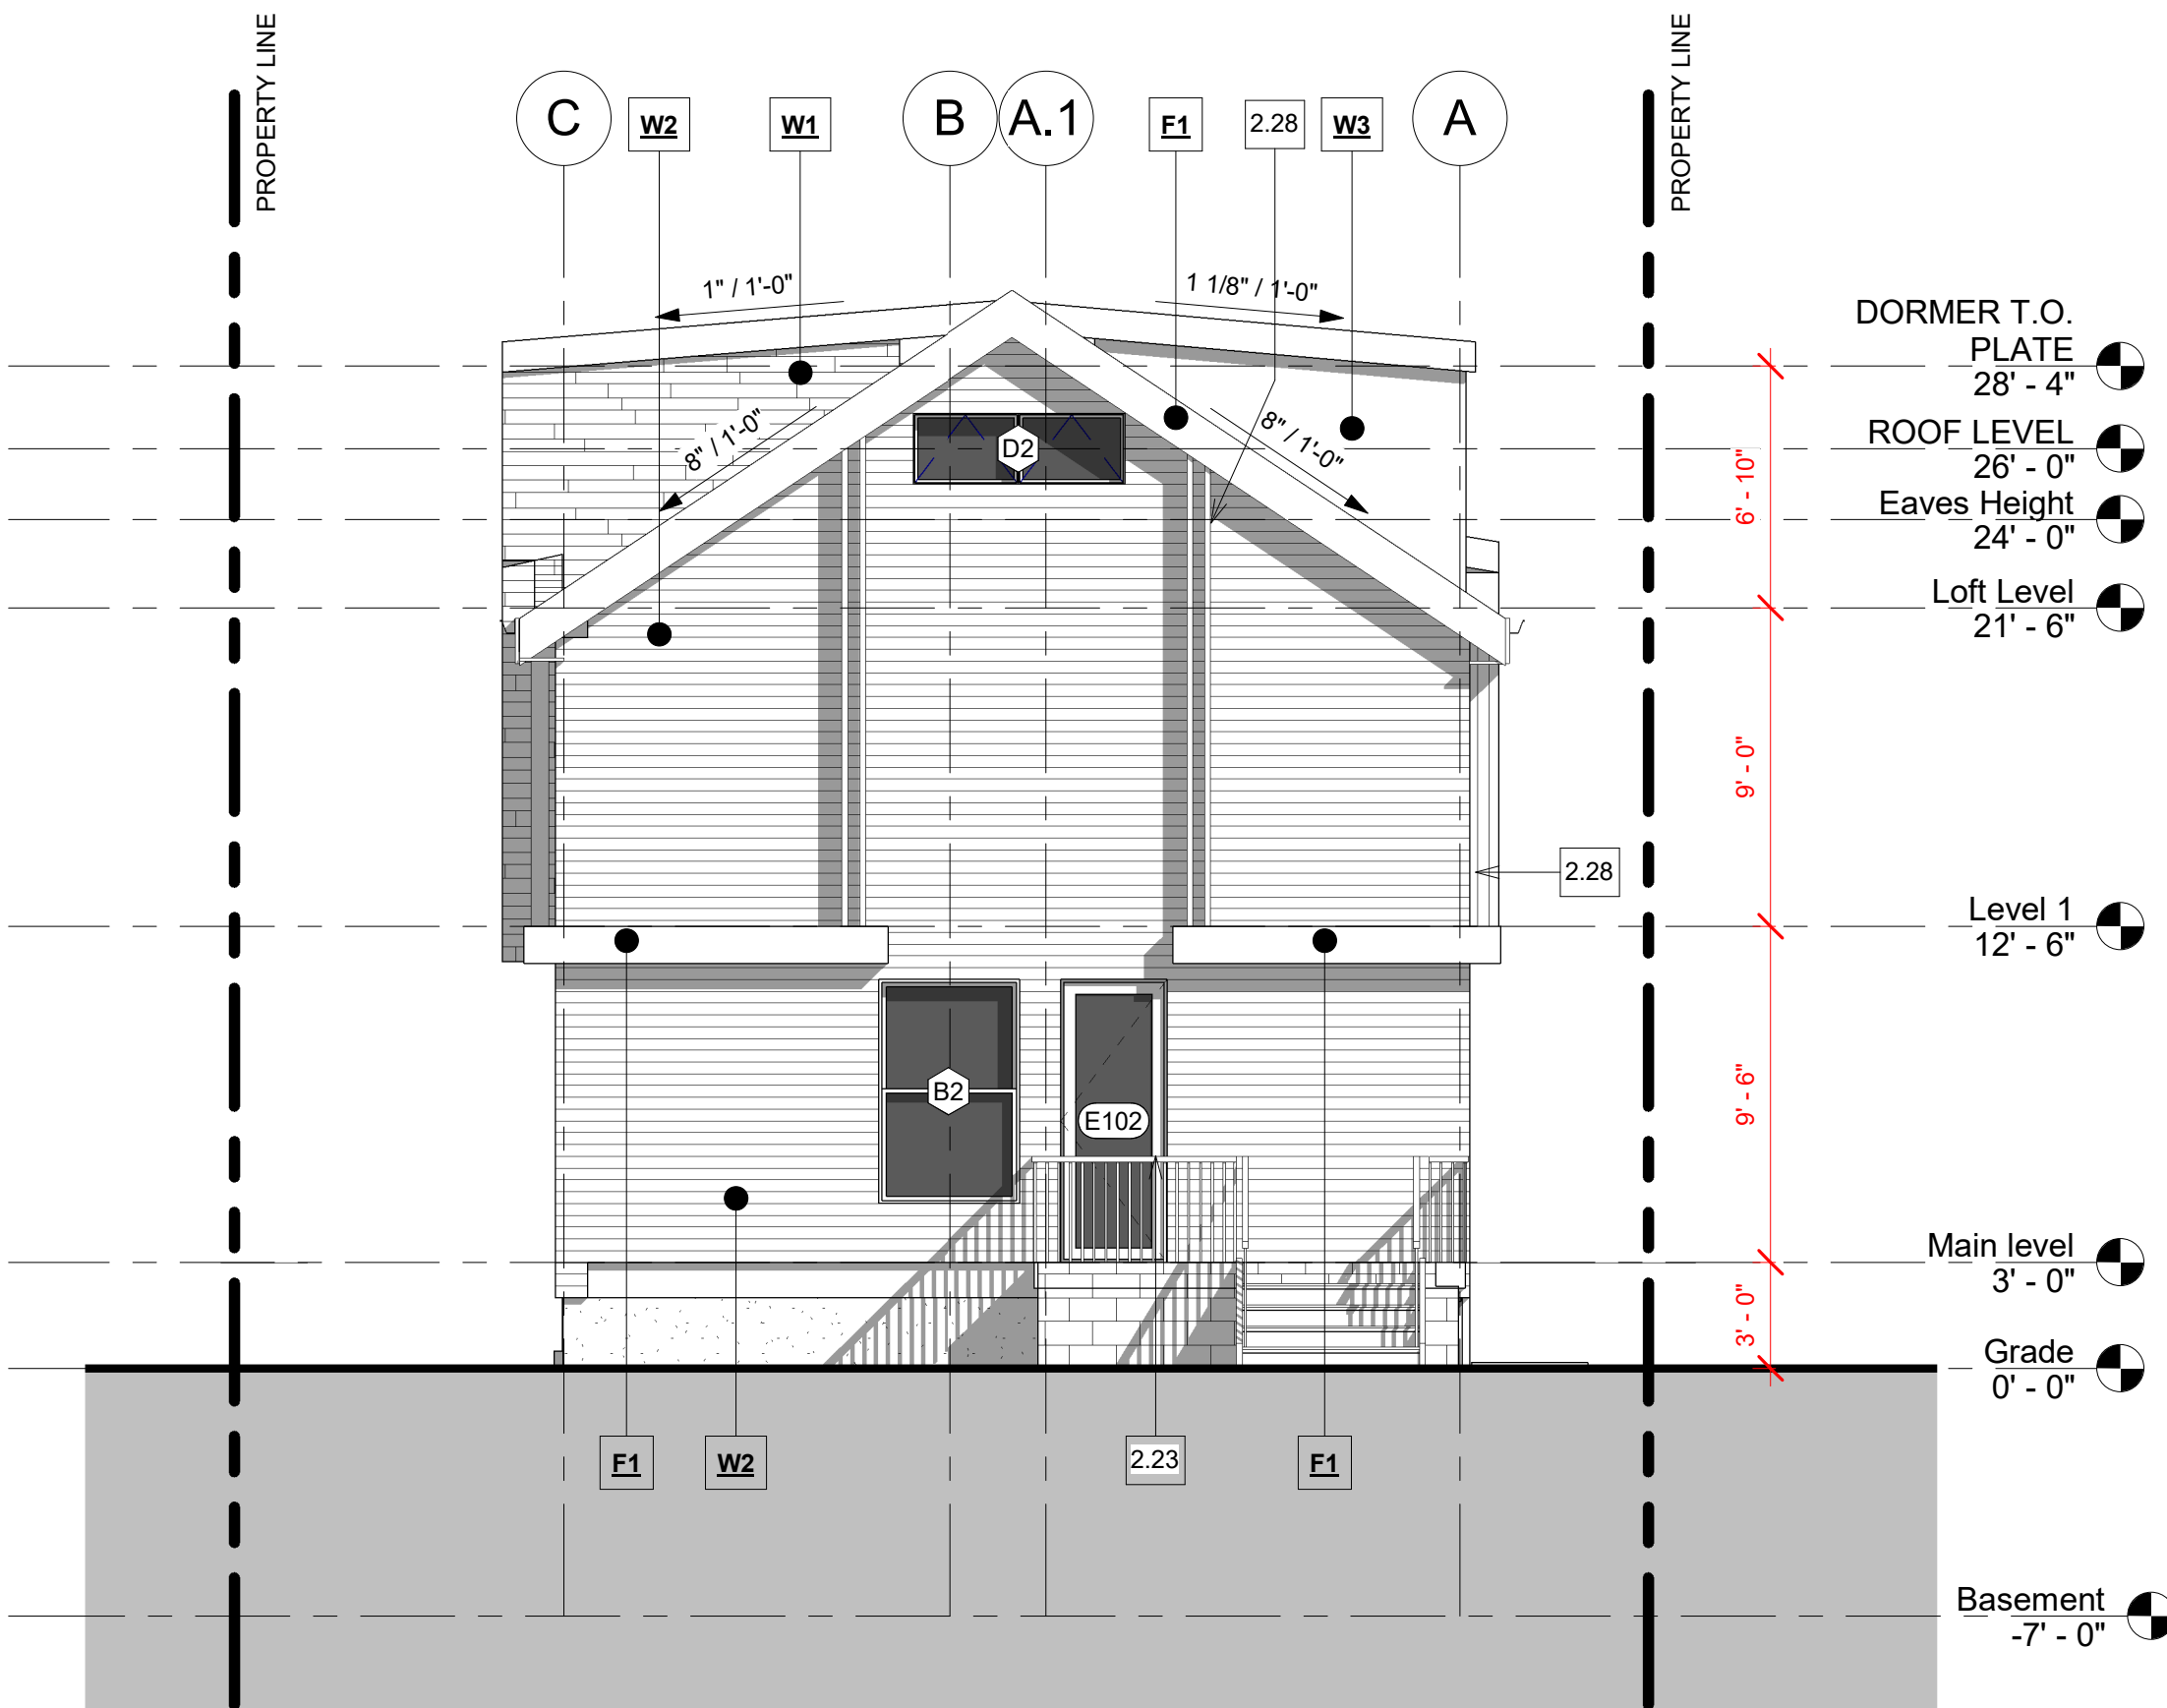 PROPERTY LINE
PROPERTY LINE
C
W2
W1
B
A.1
F1
2.28
W3
A
1" / 1'-0"
1 1/8" / 1'-0"
DORMER T.O.
PLATE
28' - 4"
8" / 1'-0"
8" / 1'-0"
D2
ROOF LEVEL
26' - 0"
6' - 10"
Eaves Height
24' - 0"
Loft Level
21' - 6"
9' - 0"
2.28
Level 1
12' - 6"
B2
E102
9' - 6"
Main level
3' - 0"
3' - 0"
Grade
0' - 0"
F1
W2
2.23
F1
Basement
-7' - 0"